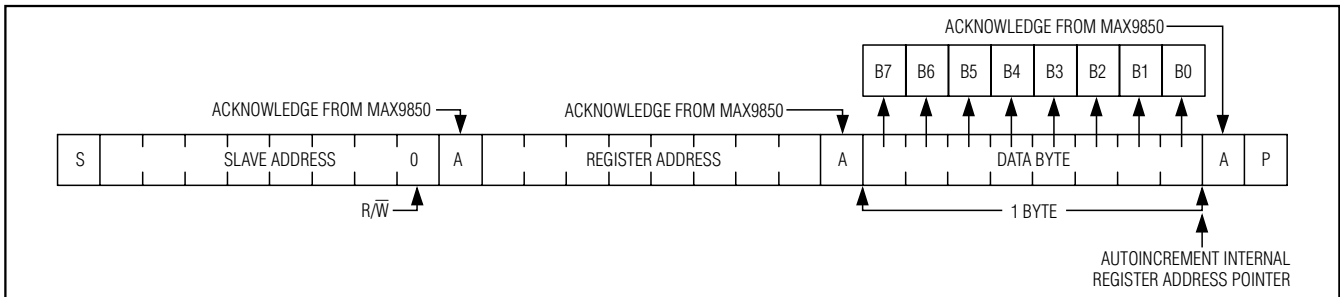 ACKNOWLEDGE FROM MAX9850
B7 B6 B5 B4 B3 B2 B1 B0
ACKNOWLEDGE FROM MAX9850
ACKNOWLEDGE FROM MAX9850
S SLAVE ADDRESS 0 A REGISTER ADDRESS A DATA BYTE A P
R/W̅
1 BYTE
AUTOINCREMENT INTERNAL
REGISTER ADDRESS POINTER